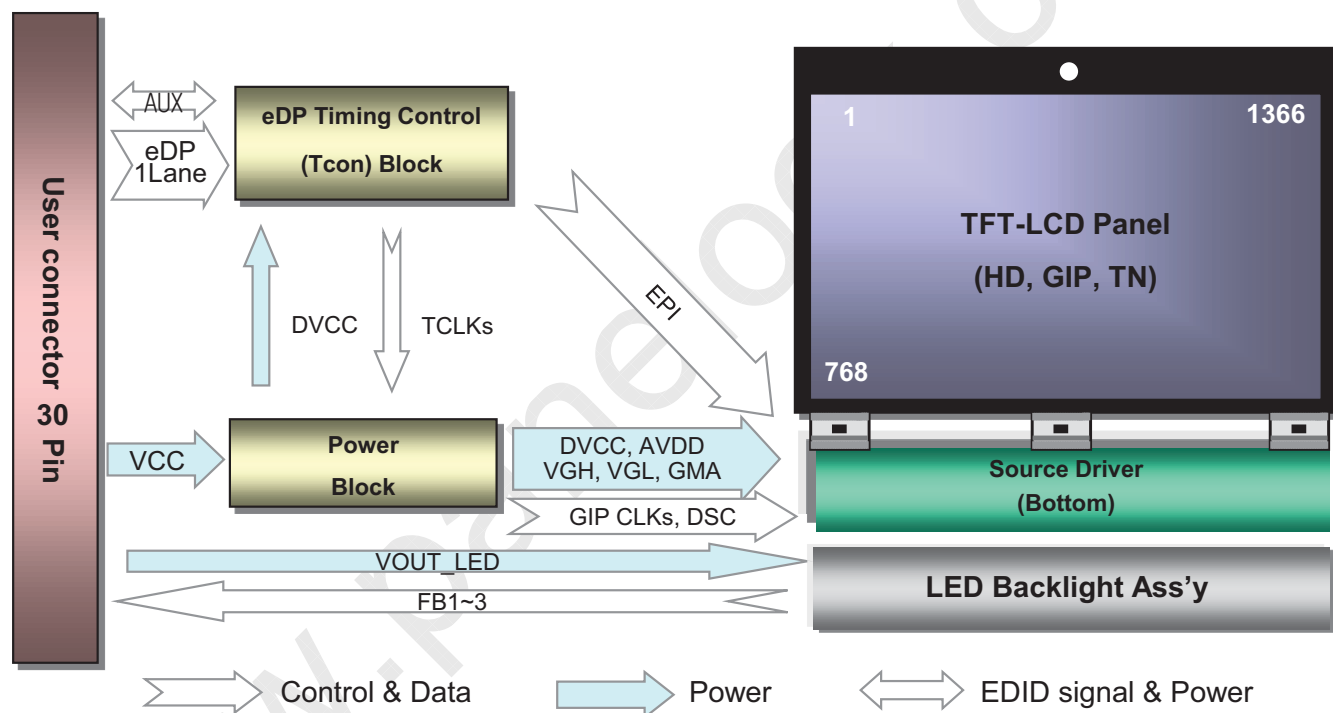 User connector 30 Pin
AUX
eDP
1Lane
eDP Timing Control
(Tcon) Block
DVCC
TCLKs
EPI
VCC
Power
Block
DVCC, AVDD
VGH, VGL, GMA
GIP CLKs, DSC
VOUT_LED
FB1~3
1
1366
TFT-LCD Panel
(HD, GIP, TN)
768
Source Driver
(Bottom)
LED Backlight Ass'y
Control & Data
Power
EDID signal & Power